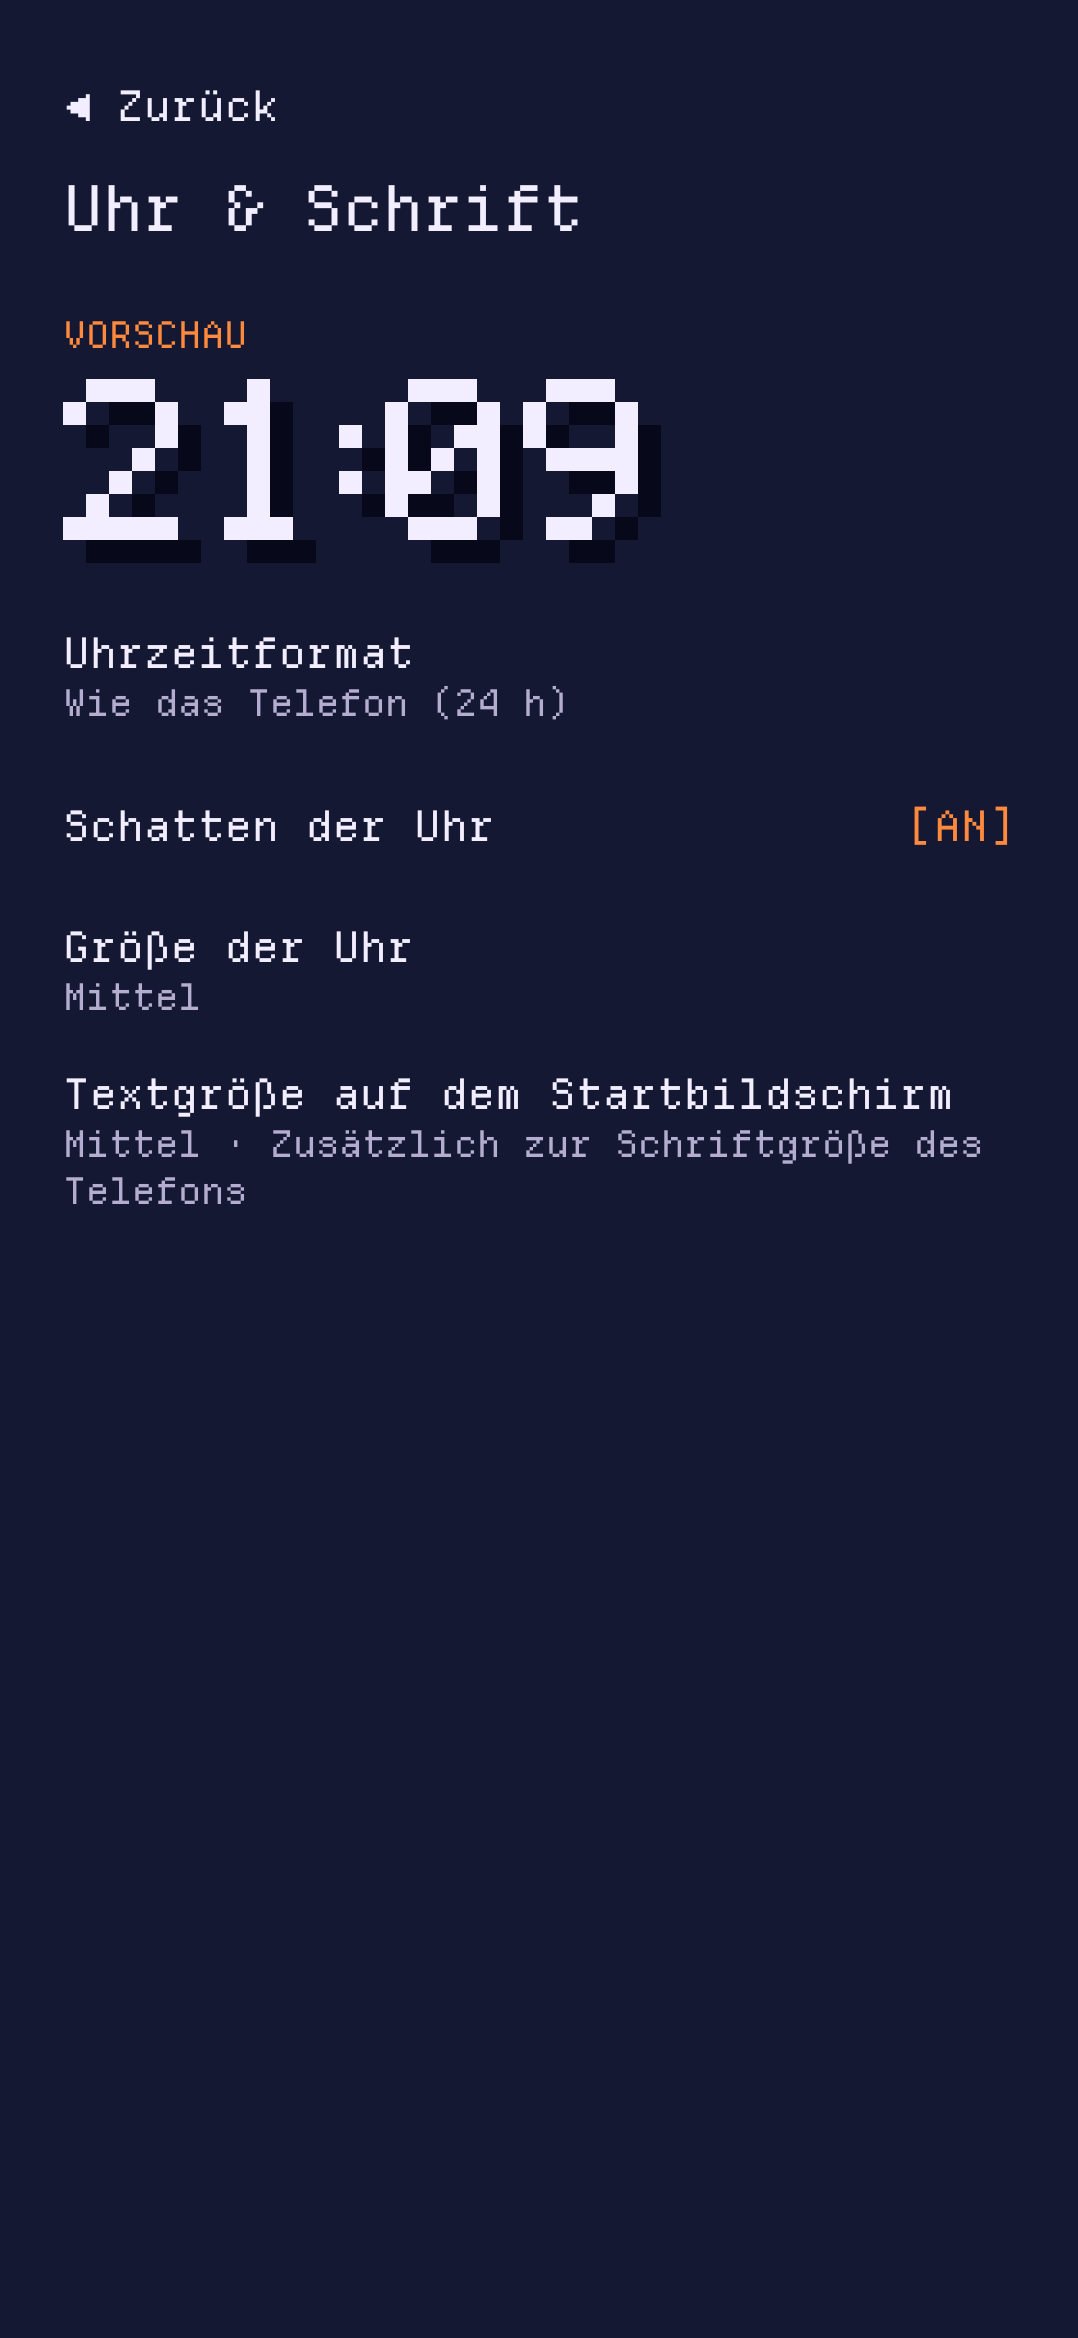 ◀ Zurück
Uhr & Schrift
VORSCHAU
21:09
Uhrzeitformat
Wie das Telefon (24 h)
Schatten der Uhr [AN]
Größe der Uhr
Mittel
Textgröße auf dem Startbildschirm
Mittel · Zusätzlich zur Schriftgröße des
Telefons